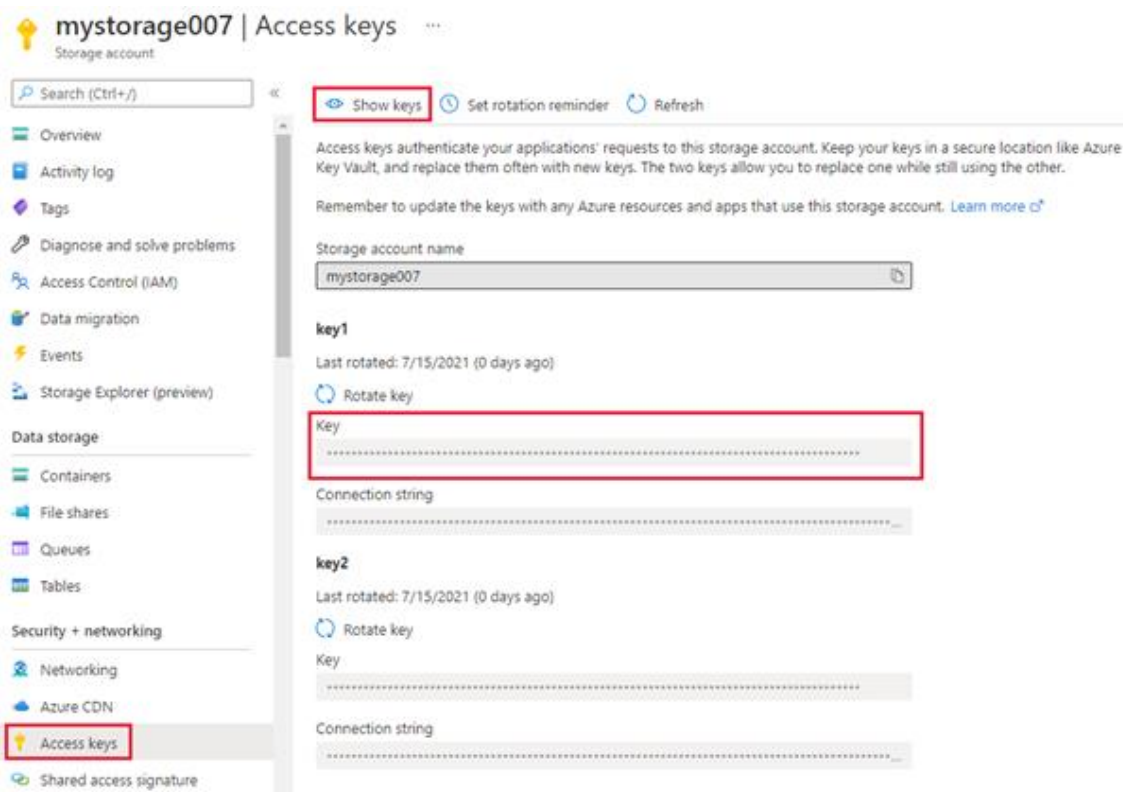 mystorage007 | Access keys ...
Storage account
Search (Ctrl+/)
«
Overview
Activity log
Tags
Diagnose and solve problems
Access Control (IAM)
Data migration
Events
Storage Explorer (preview)
Data storage
Containers
File shares
Queues
Tables
Security + networking
Networking
Azure CDN
Access keys
Shared access signature
Show keys Set rotation reminder Refresh
Access keys authenticate your applications' requests to this storage account. Keep your keys in a secure location like Azure
Key Vault, and replace them often with new keys. The two keys allow you to replace one while still using the other.
Remember to update the keys with any Azure resources and apps that use this storage account. Learn more
Storage account name
mystorage007
key1
Last rotated: 7/15/2021 (0 days ago)
Rotate key
Key
Connection string
key2
Last rotated: 7/15/2021 (0 days ago)
Rotate key
Key
Connection string